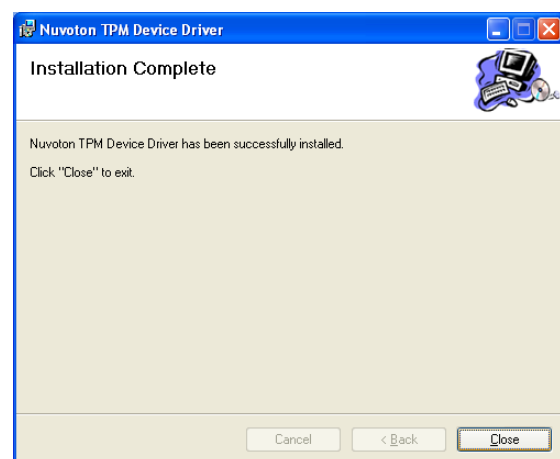 Nuvoton TPM Device Driver
Installation Complete
Nuvoton TPM Device Driver has been successfully installed.
Click "Close" to exit.
Cancel
< Back
Close